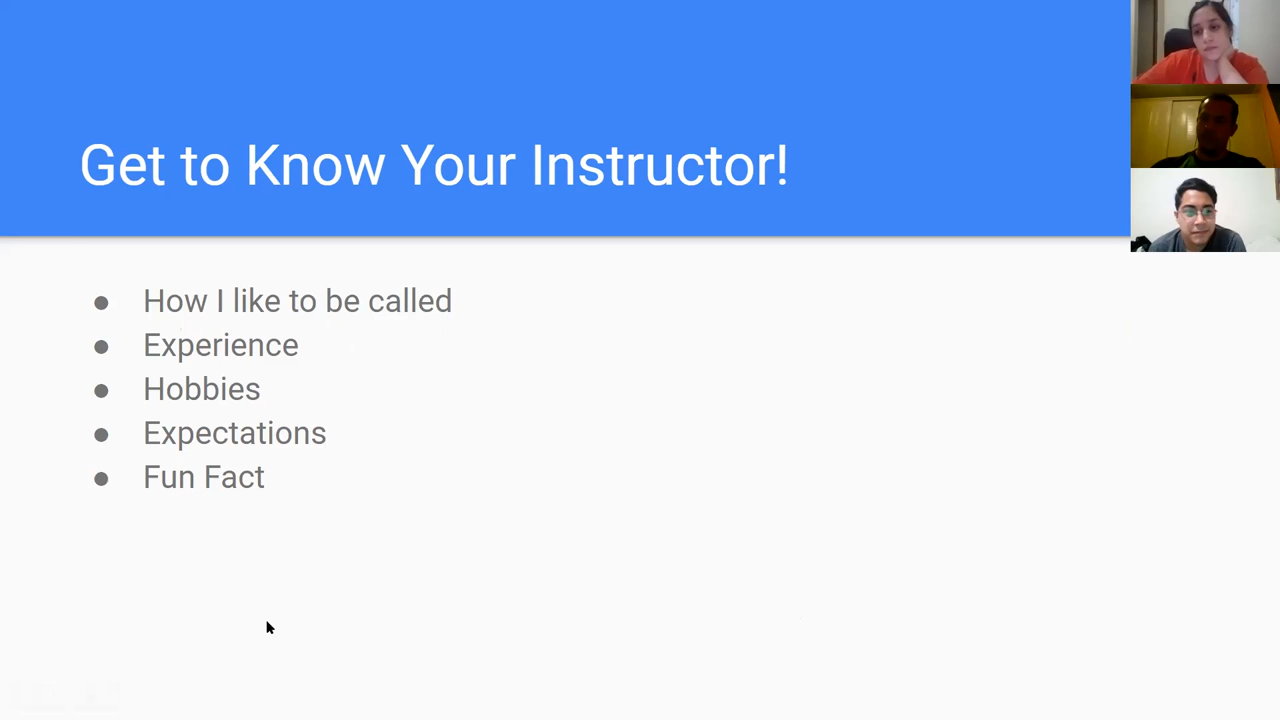 Get to Know Your Instructor!
● How I like to be called
● Experience
● Hobbies
● Expectations
● Fun Fact